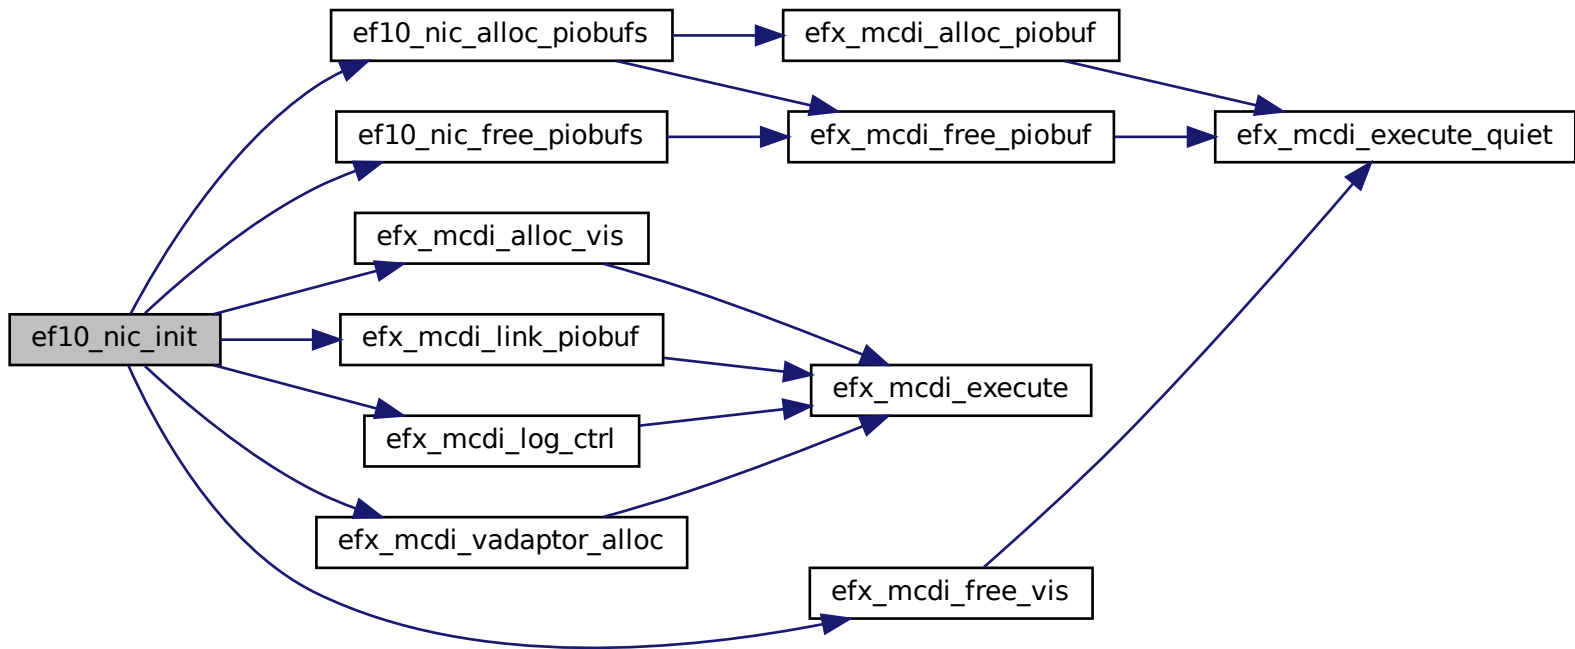 ef10_nic_alloc_piobufs
efx_mcdi_alloc_piobuf
ef10_nic_free_piobufs
efx_mcdi_free_piobuf
efx_mcdi_execute_quiet
efx_mcdi_alloc_vis
ef10_nic_init
efx_mcdi_link_piobuf
efx_mcdi_execute
efx_mcdi_log_ctrl
efx_mcdi_vadaptor_alloc
efx_mcdi_free_vis